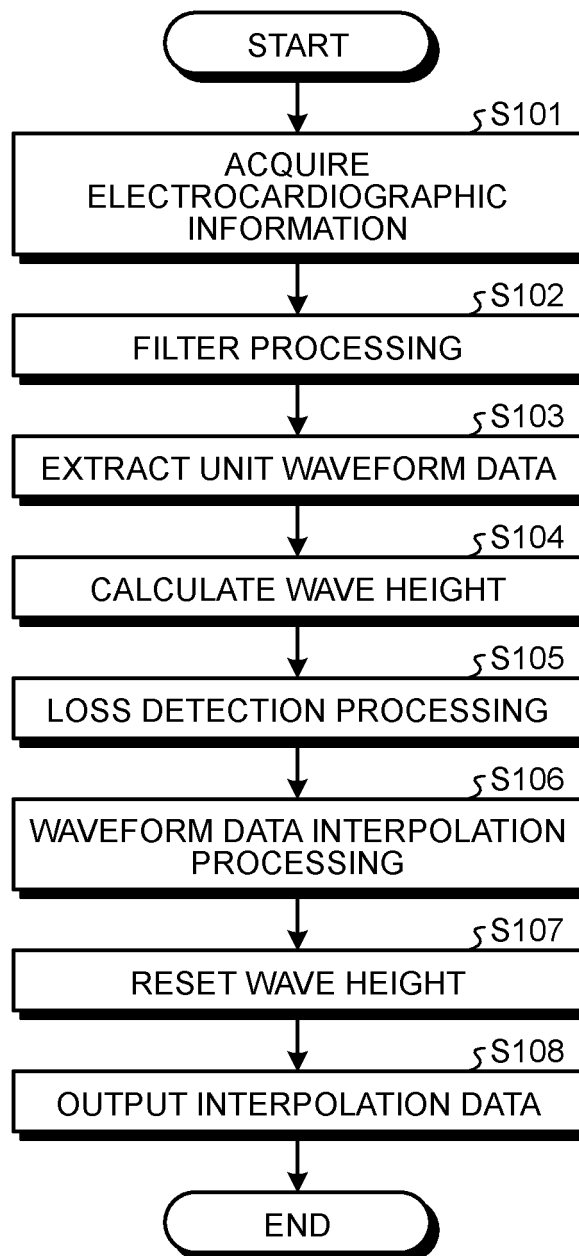 START
S101
ACQUIRE
ELECTROCARDIOGRAPHIC
INFORMATION
S102
FILTER PROCESSING
S103
EXTRACT UNIT WAVEFORM DATA
S104
CALCULATE WAVE HEIGHT
S105
LOSS DETECTION PROCESSING
S106
WAVEFORM DATA INTERPOLATION
PROCESSING
S107
RESET WAVE HEIGHT
S108
OUTPUT INTERPOLATION DATA
END